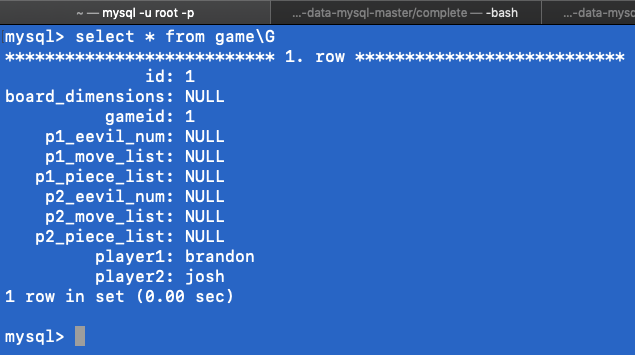 ~ — mysql -u root -p
...-data-mysql-master/complete — -bash
...-data-mysc
mysql> select * from game\G
*************************** 1. row ***************************
id: 1
board_dimensions: NULL
gameid: 1
p1_eevil_num: NULL
p1_move_list: NULL
p1_piece_list: NULL
p2_eevil_num: NULL
p2_move_list: NULL
p2_piece_list: NULL
player1: brandon
player2: josh
1 row in set (0.00 sec)
mysql>